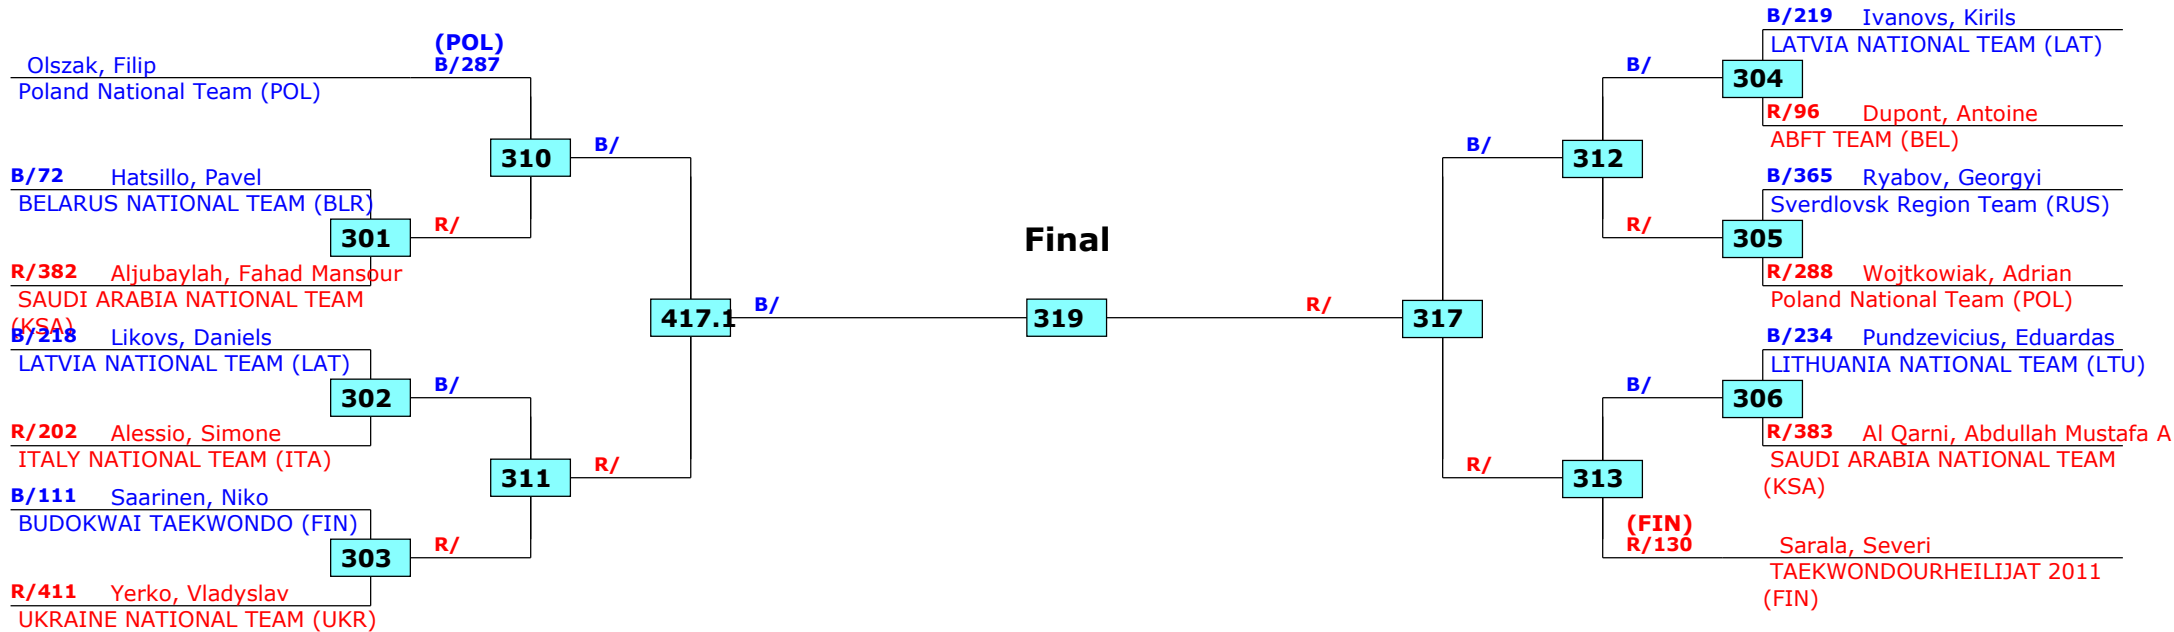 (POL)
Olszak, Filip
B/287
Poland National Team (POL)
310
B/
B/72 Hatsillo, Pavel
BELARUS NATIONAL TEAM (BLR)
301
R/
R/382 Aljubaylah, Fahad Mansour
SAUDI ARABIA NATIONAL TEAM
(KSA)
417.1
B/
B/218 Likovs, Daniels
LATVIA NATIONAL TEAM (LAT)
302
B/
R/202 Alessio, Simone
ITALY NATIONAL TEAM (ITA)
311
R/
B/111 Saarinen, Niko
BUDOKWAI TAEKWONDO (FIN)
303
R/
R/411 Yerko, Vladyslav
UKRAINE NATIONAL TEAM (UKR)
Final
319
B/219 Ivanovs, Kirils
LATVIA NATIONAL TEAM (LAT)
B/
304
R/96 Dupont, Antoine
ABFT TEAM (BEL)
B/
312
B/365 Ryabov, Georgyi
Sverdlovsk Region Team (RUS)
R/
305
R/288 Wojtkowiak, Adrian
Poland National Team (POL)
R/
317
B/234 Pundzevicius, Eduardas
LITHUANIA NATIONAL TEAM (LTU)
B/
306
R/383 Al Qarni, Abdullah Mustafa A
SAUDI ARABIA NATIONAL TEAM
(KSA)
R/
313
(FIN)
R/130 Sarala, Severi
TAEKWONDOURHEILIJAT 2011
(FIN)